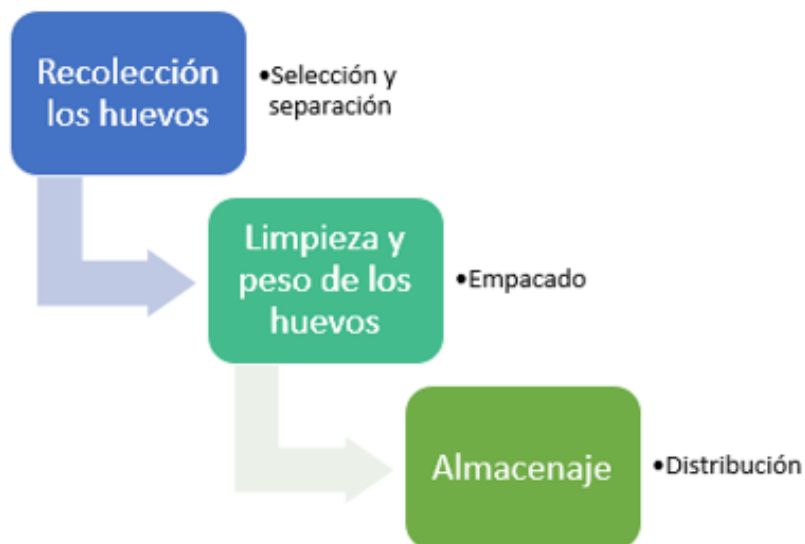 Recolección
los huevos
•Selección y
separación
Limpieza y
peso de los
huevos
•Empacado
Almacenaje
•Distribución